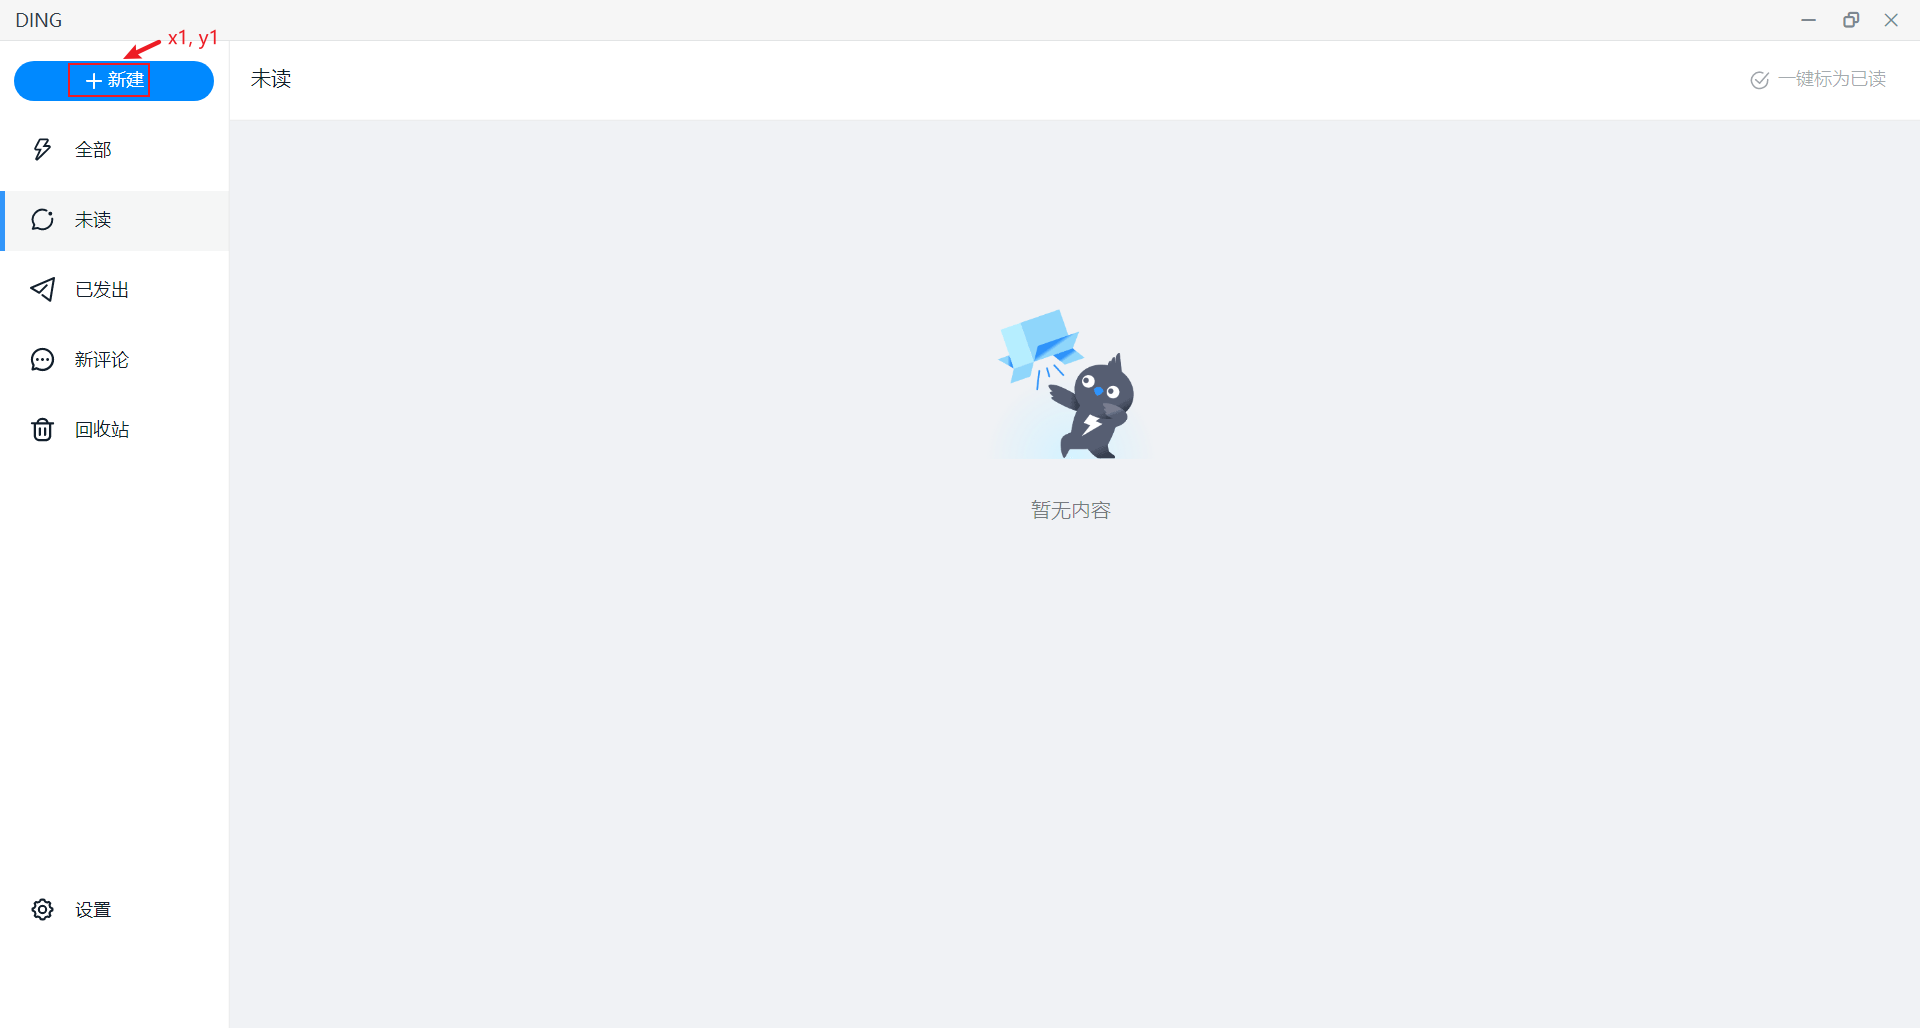 DING
x1, y1
新建
全部
未读
已发出
新评论
回收站
设置
未读
一键标为已读
暂无内容